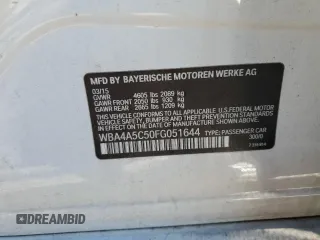 MFD BY BAYERISCHE MOTOREN WERKE AG
03/15
GVWR 4605 lbs 2089 kg
GAWR FRONT 2050 lbs 930 kg
GAWR REAR 2665 lbs 1209 kg
THIS VEHICLE CONFORMS TO ALL APPLICABLE U.S. FEDERAL MOTOR
VEHICLE SAFETY, BUMPER, AND THEFT PREVENTION STANDARDS IN
EFFECT ON THE DATE OF MANUFACTURE SHOWN ABOVE.
WBA4A5C50FG051644 TYPE: PASSENGER CAR
300/0